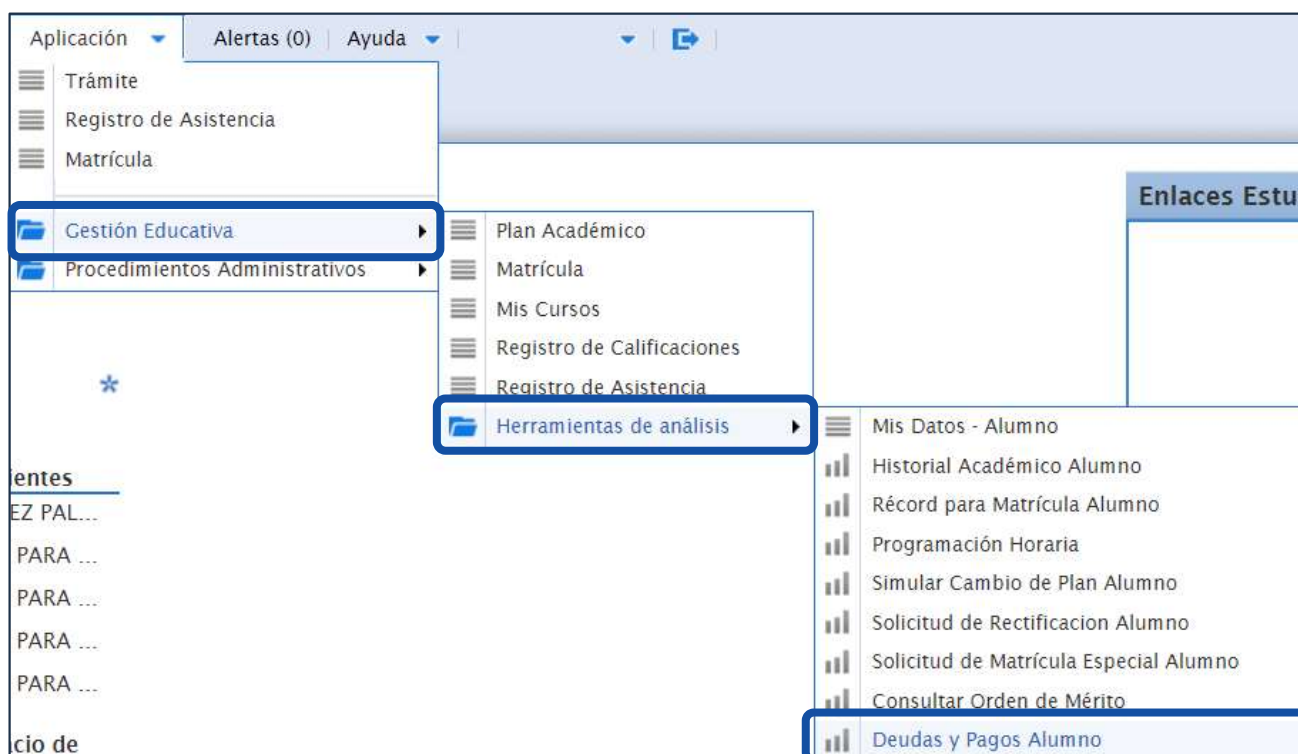 Aplicación Alertas (0) Ayuda
Trámite
Registro de Asistencia
Matrícula
Gestión Educativa
Procedimientos Administrativos
Enlaces Estu
Plan Académico
Matrícula
Mis Cursos
Registro de Calificaciones
Registro de Asistencia
Herramientas de análisis
Mis Datos - Alumno
Historial Académico Alumno
Récord para Matrícula Alumno
Programación Horaria
Simular Cambio de Plan Alumno
Solicitud de Rectificacion Alumno
Solicitud de Matrícula Especial Alumno
Consultar Orden de Mérito
Deudas y Pagos Alumno
*
ientes
EZ PAL...
PARA ...
PARA ...
PARA ...
PARA ...
cio de